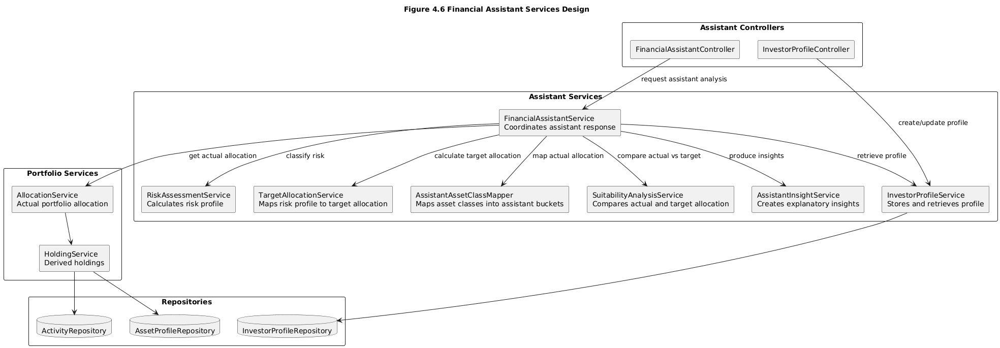 Figure 4.6 Financial Assistant Services Design
Assistant Controllers
FinancialAssistantController
InvestorProfileController
request assistant analysis
Assistant Services
FinancialAssistantService
Coordinates assistant response
create/update profile
get actual allocation
classify risk
calculate target allocation
map actual allocation
compare actual vs target
produce insights
retrieve profile
Portfolio Services
AllocationService
Actual portfolio allocation
RiskAssessmentService
Calculates risk profile
TargetAllocationService
Maps risk profile to target allocation
AssistantAssetClassMapper
Maps asset classes into assistant buckets
SuitabilityAnalysisService
Compares actual and target allocation
AssistantInsightService
Creates explanatory insights
InvestorProfileService
Stores and retrieves profile
HoldingService
Derived holdings
Repositories
ActivityRepository
AssetProfileRepository
InvestorProfileRepository